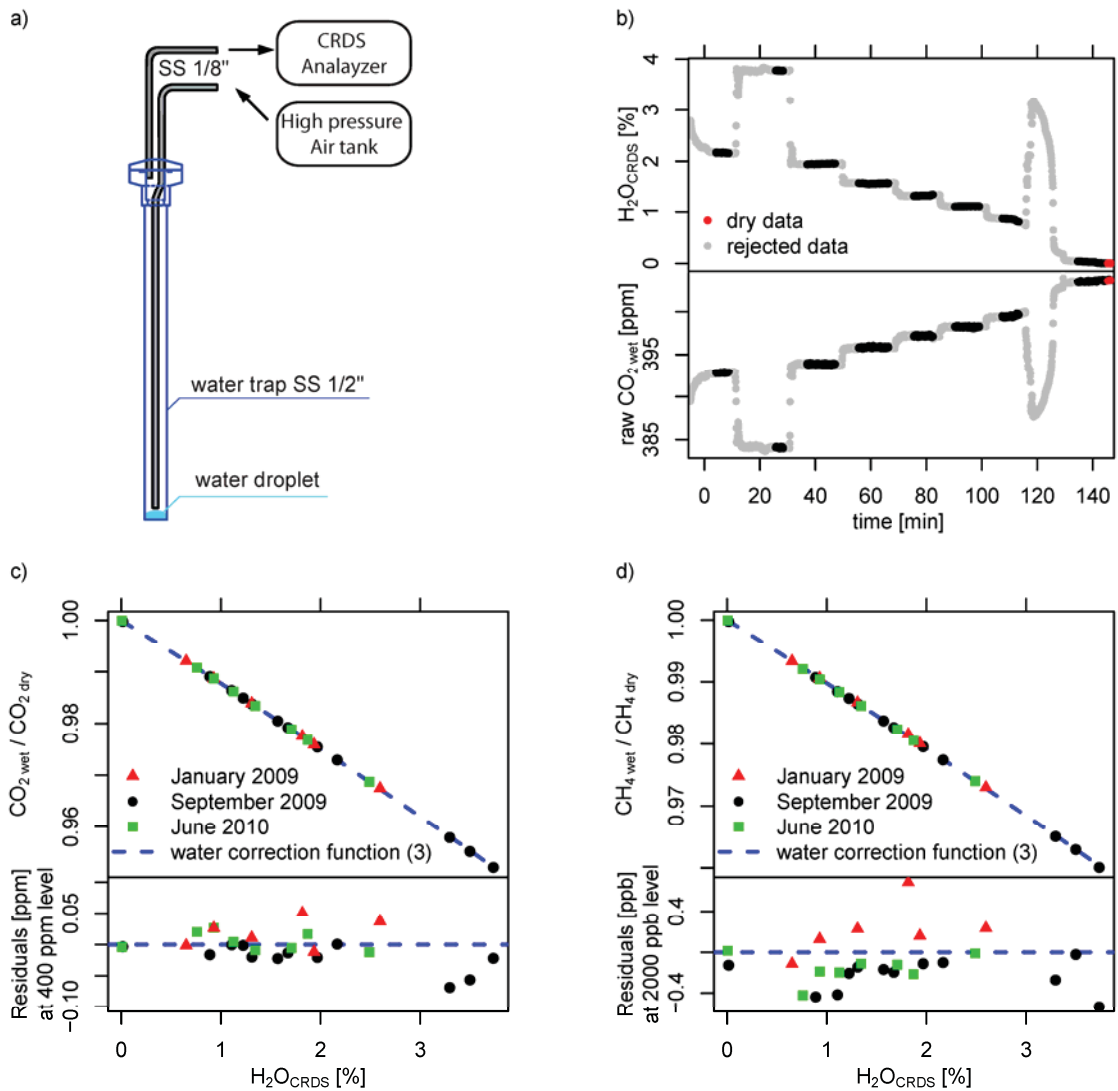 a)
CRDS
Analayzer
SS 1/8"
High pressure
Air tank
water trap SS 1/2"
water droplet
b)
H2OCRDS [%]
0 1 2 3 4
dry data
rejected data
raw CO2 wet [ppm]
385 395
0 20 40 60 80 100 120 140
time [min]
c)
CO2 wet / CO2 dry
0.96 0.98 1.00
January 2009
September 2009
June 2010
water correction function (3)
Residuals [ppm]
at 400 ppm level
−0.10 0.05
0 1 2 3
H2OCRDS [%]
d)
CH4 wet / CH4 dry
0.97 0.98 0.99 1.00
January 2009
September 2009
June 2010
water correction function (3)
Residuals [ppb]
at 2000 ppb level
−0.4 0.4
0 1 2 3
H2OCRDS [%]